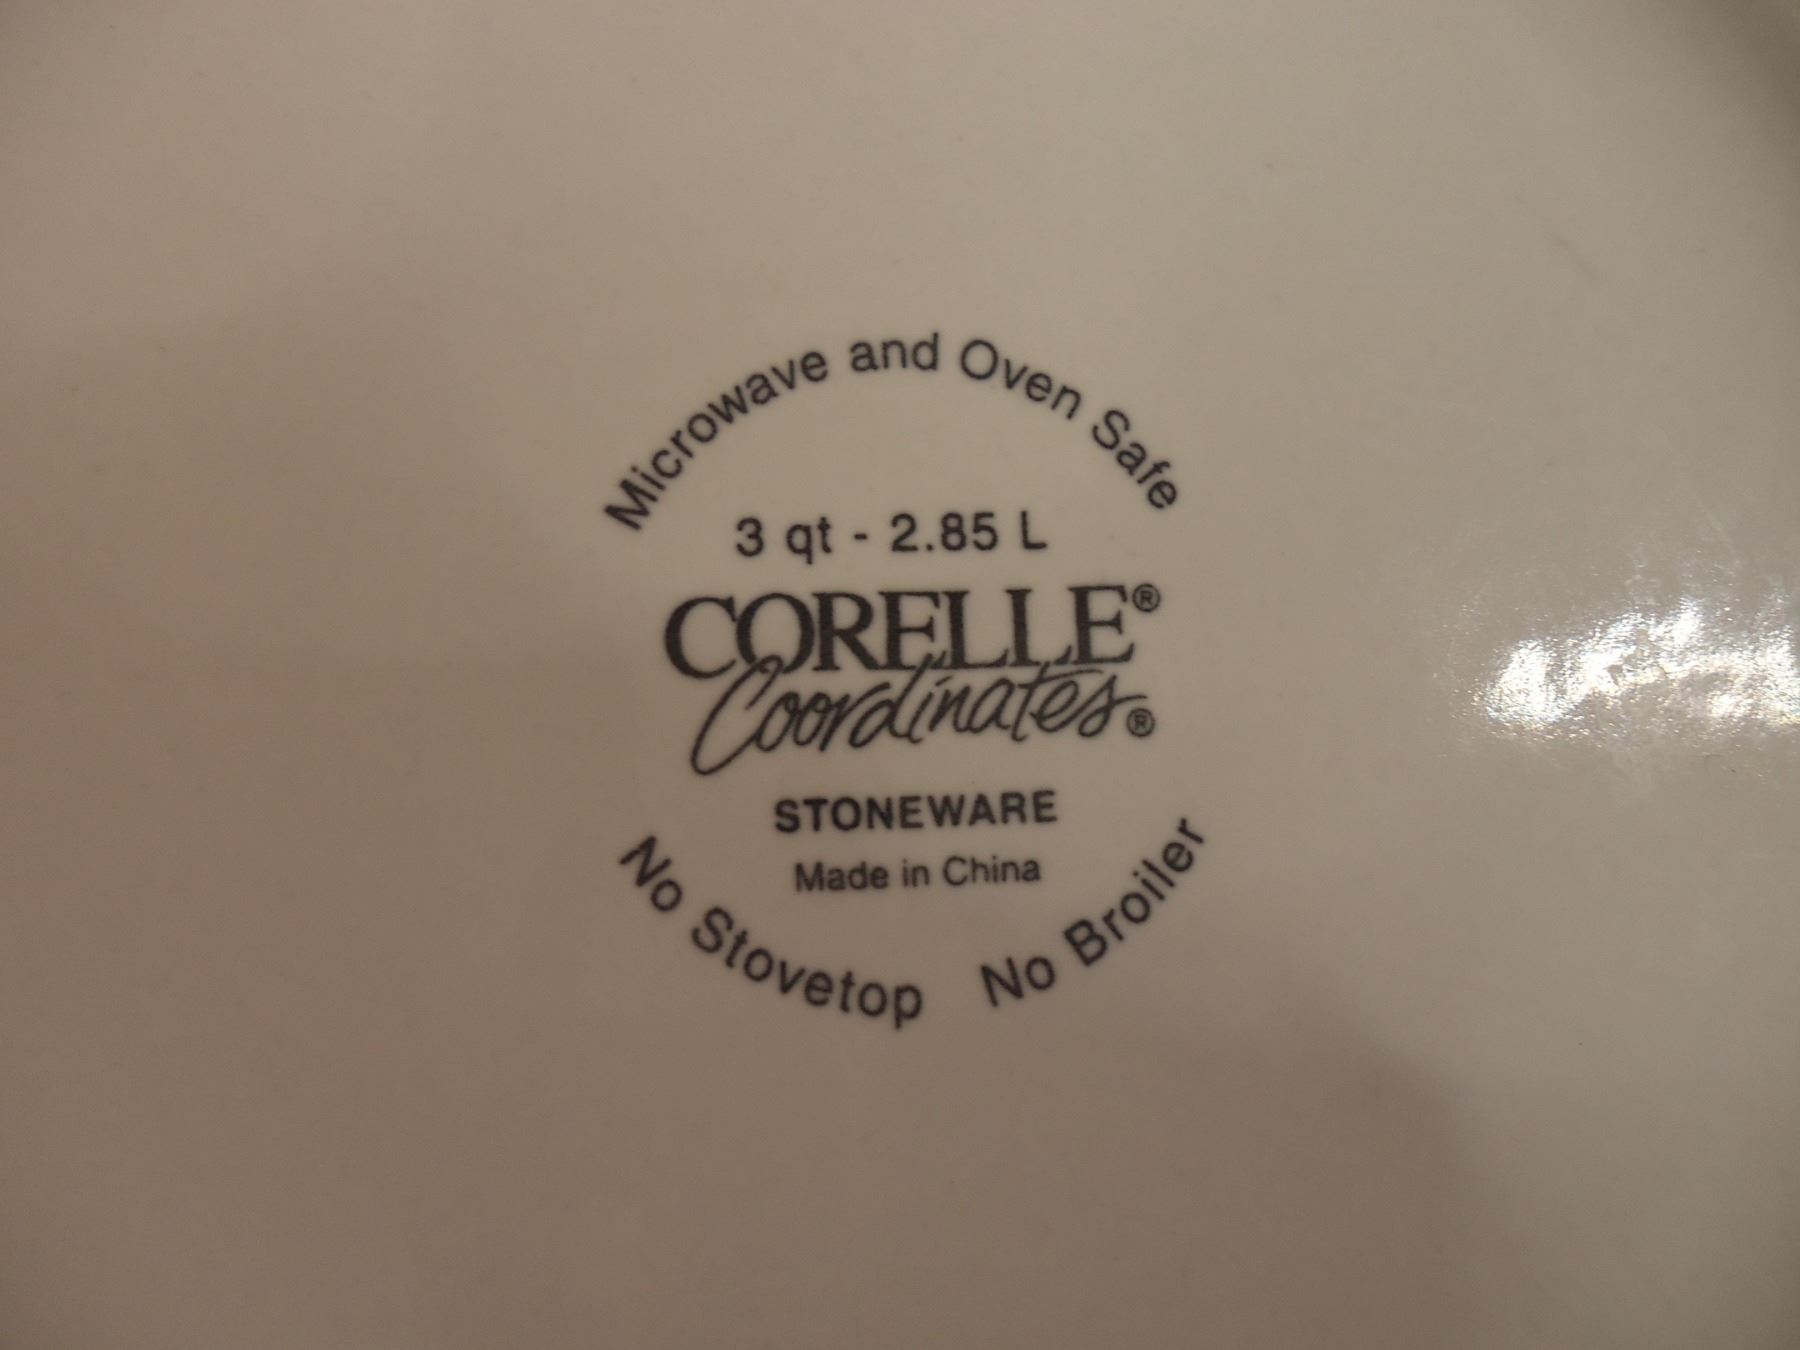 Microwave and Oven Safe
3 qt - 2.85 L
CORELLE®
Coordinates®
STONEWARE
Made in China
No Stovetop No Broiler